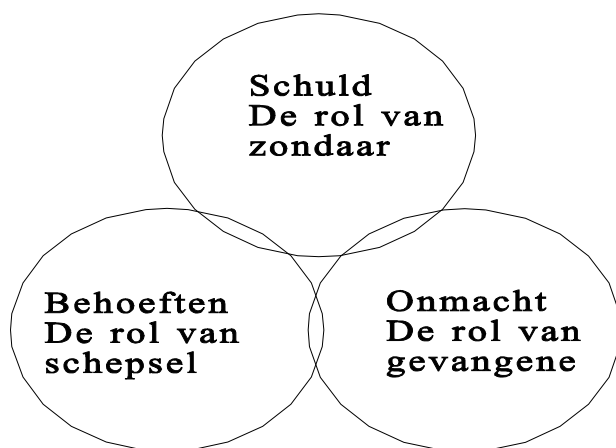 Schuld
De rol van
zondaar
Behoeften
De rol van
schepsel
Onmacht
De rol van
gevangene